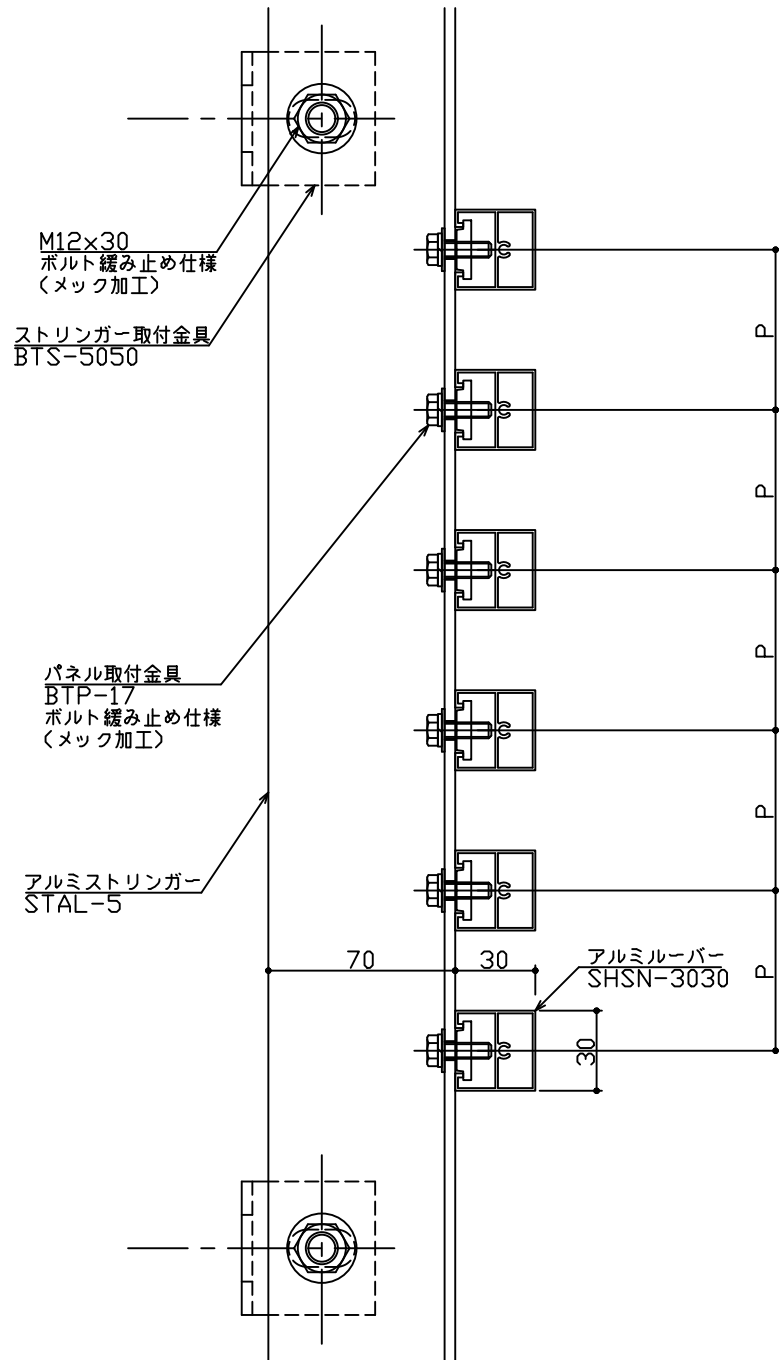 M12×30
ボルト緩み止め仕様
(メック加工)
ストリンガー取付金具
BTS-5050
P
P
パネル取付金具
BTP-17
ボルト緩み止め仕様
(メック加工)
P
P
アルミストリンガー
STAL-5
70
30
アルミルーバー
SHSN-3030
P
30